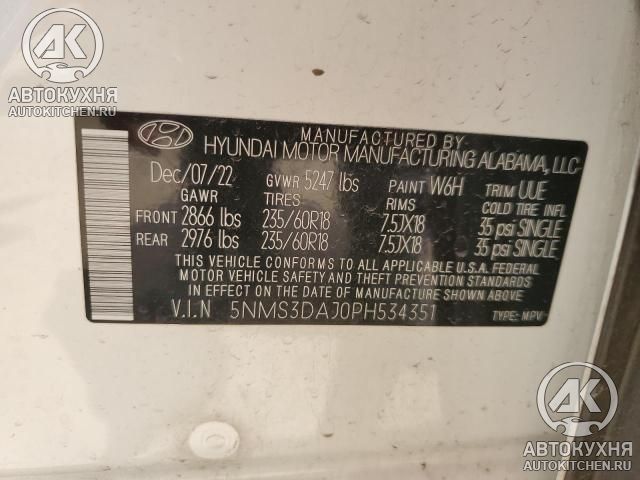 АК
АВТОКУХНЯ
AUTOKITCHEN.RU
MANUFACTURED BY
HYUNDAI MOTOR MANUFACTURING ALABAMA, LLC
Dec/07/22 GVWR 5247 lbs PAINT W6H TRIM UUE
GAWR TIRES RIMS COLD TIRE INFL
FRONT 2866 lbs 235/60R18 7.5JX18 35 psi SINGLE
REAR 2976 lbs 235/60R18 7.5JX18 35 psi SINGLE
THIS VEHICLE CONFORMS TO ALL APPLICABLE U.S.A. FEDERAL
MOTOR VEHICLE SAFETY AND THEFT PREVENTION STANDARDS
IN EFFECT ON THE DATE OF MANUFACTURE SHOWN ABOVE.
V.I.N 5NMS3DAJ0PH534351 TYPE: MPV
АК
АВТОКУХНЯ
AUTOKITCHEN.RU